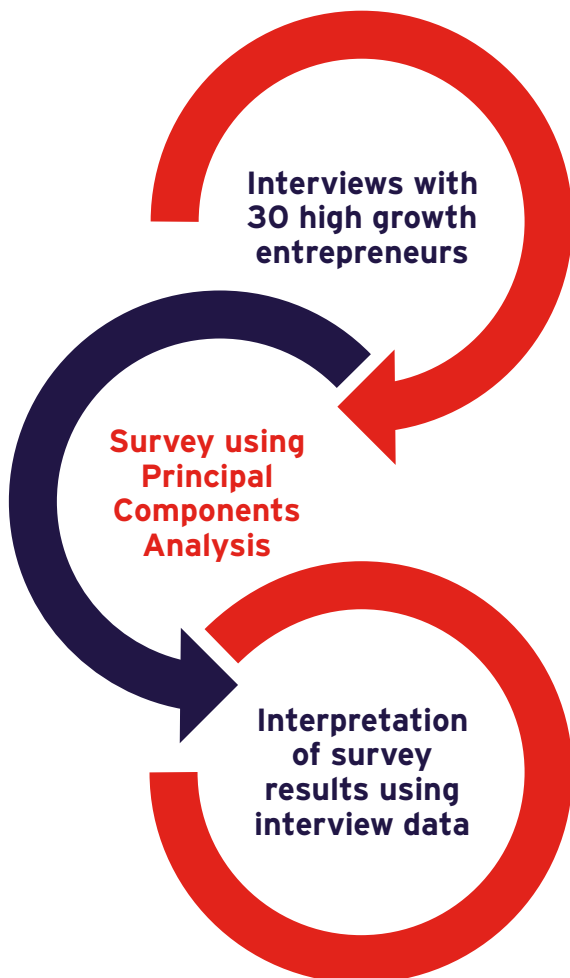 Interviews with
30 high growth
entrepreneurs
Survey using
Principal
Components
Analysis
Interpretation
of survey
results using
interview data